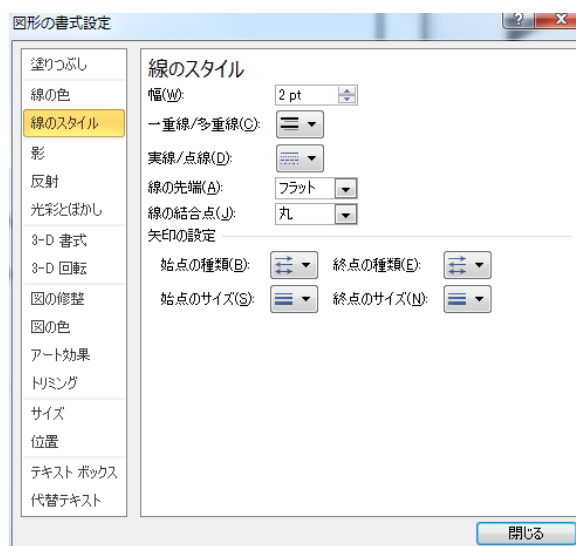 図形の書式設定
塗りつぶし
線の色
線のスタイル
影
反射
光彩とぼかし
3-D 書式
3-D 回転
図の修整
図の色
アート効果
トリミング
サイズ
位置
テキスト ボックス
代替テキスト
線のスタイル
幅(W): 2 pt
一重線/多重線(C):
実線/点線(D):
線の先端(A): フラット
線の結合点(J): 丸
矢印の設定
始点の種類(B): 終点の種類(E):
始点のサイズ(S): 終点のサイズ(N):
閉じる